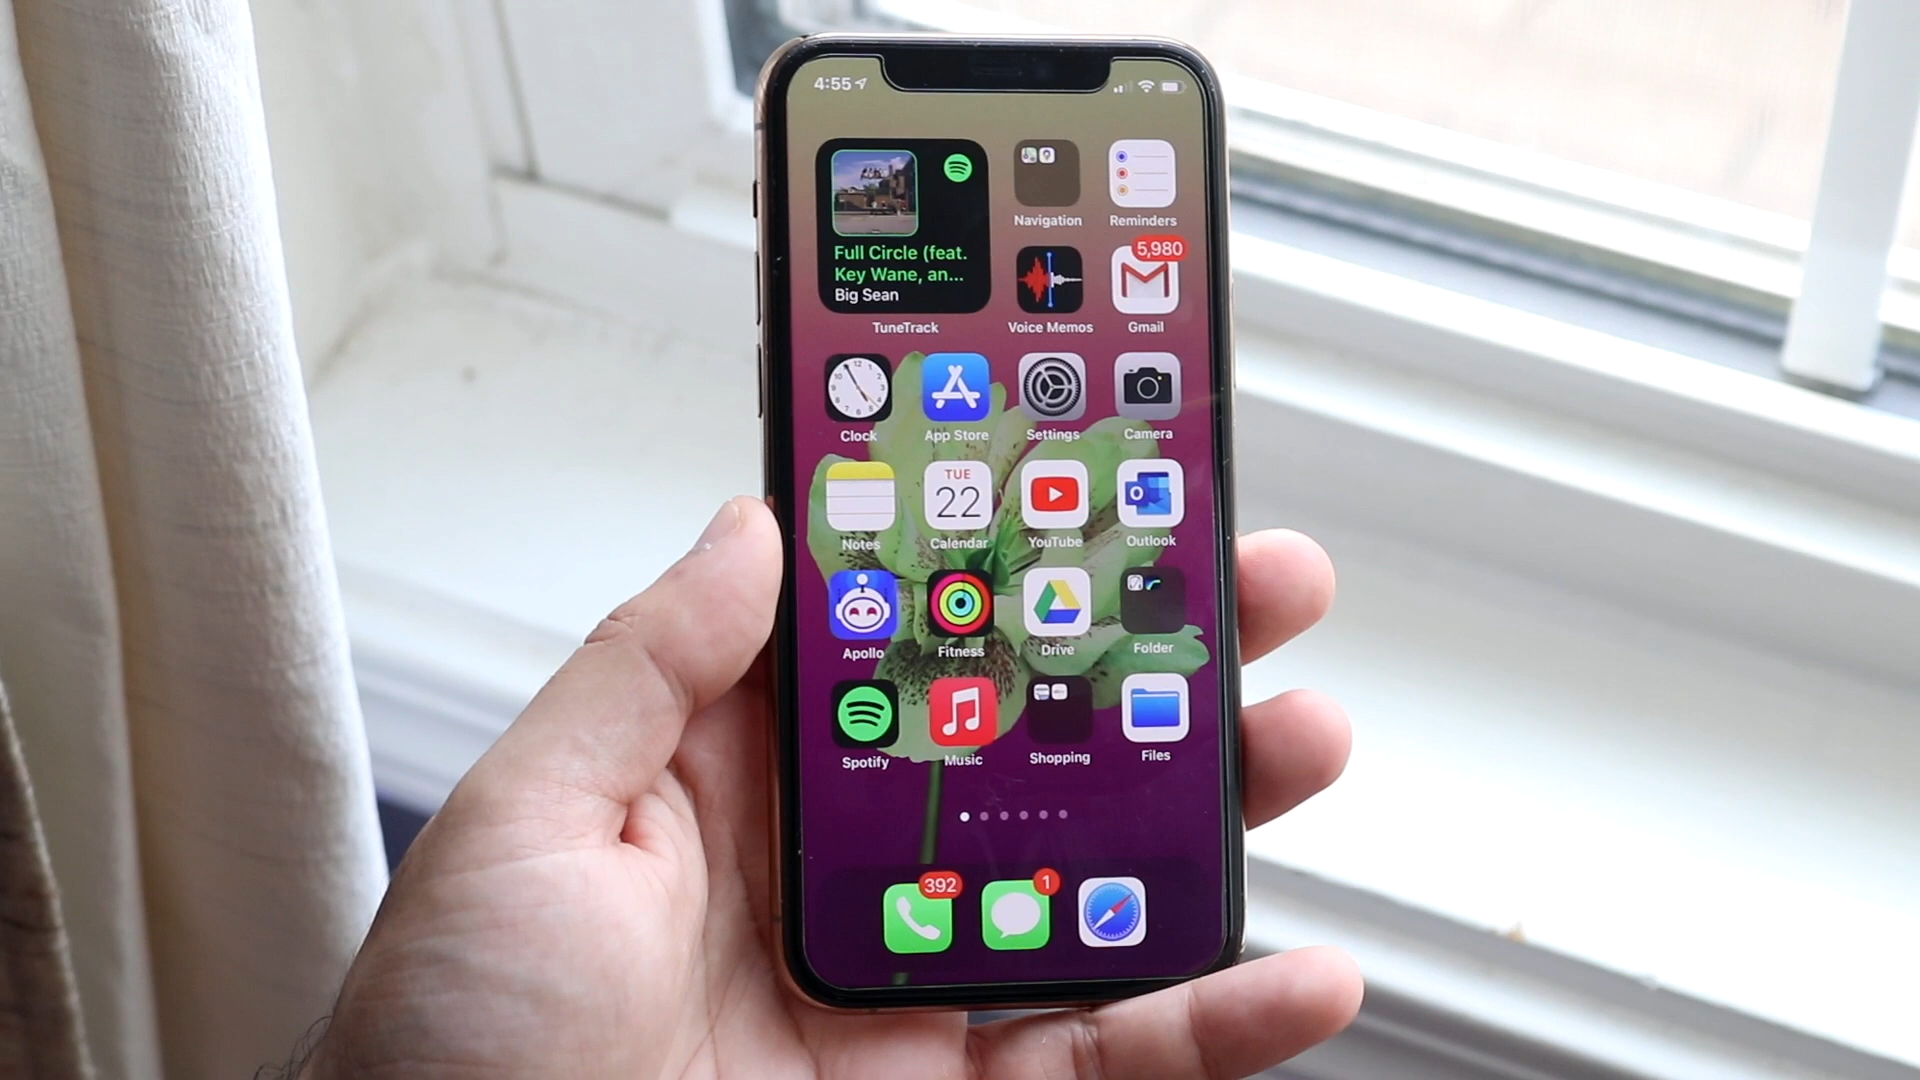 4:55
Full Circle (feat.
Key Wane, an...
Big Sean
TuneTrack
Navigation
Reminders
5,980
Voice Memos
Gmail
Clock
App Store
Settings
Camera
TUE
22
Notes
Calendar
YouTube
Outlook
Apollo
Fitness
Drive
Folder
Spotify
Music
Shopping
Files
392
1